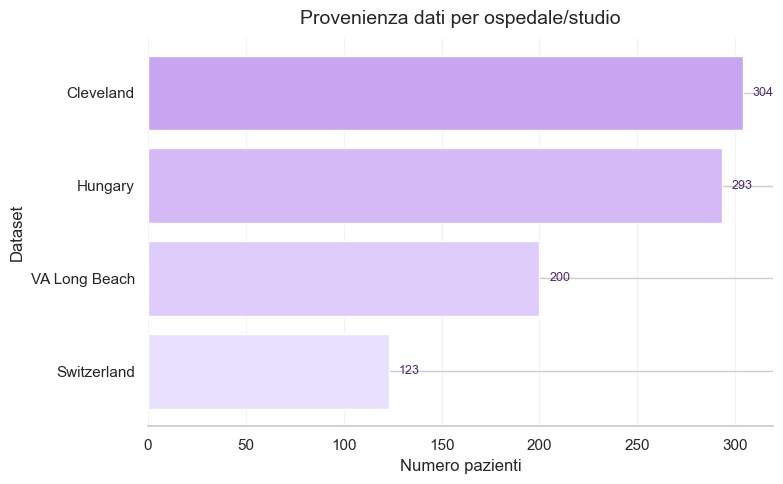 Provenienza dati per ospedale/studio
Dataset
Cleveland
304
Hungary
293
VA Long Beach
200
Switzerland
123
0 50 100 150 200 250 300
Numero pazienti